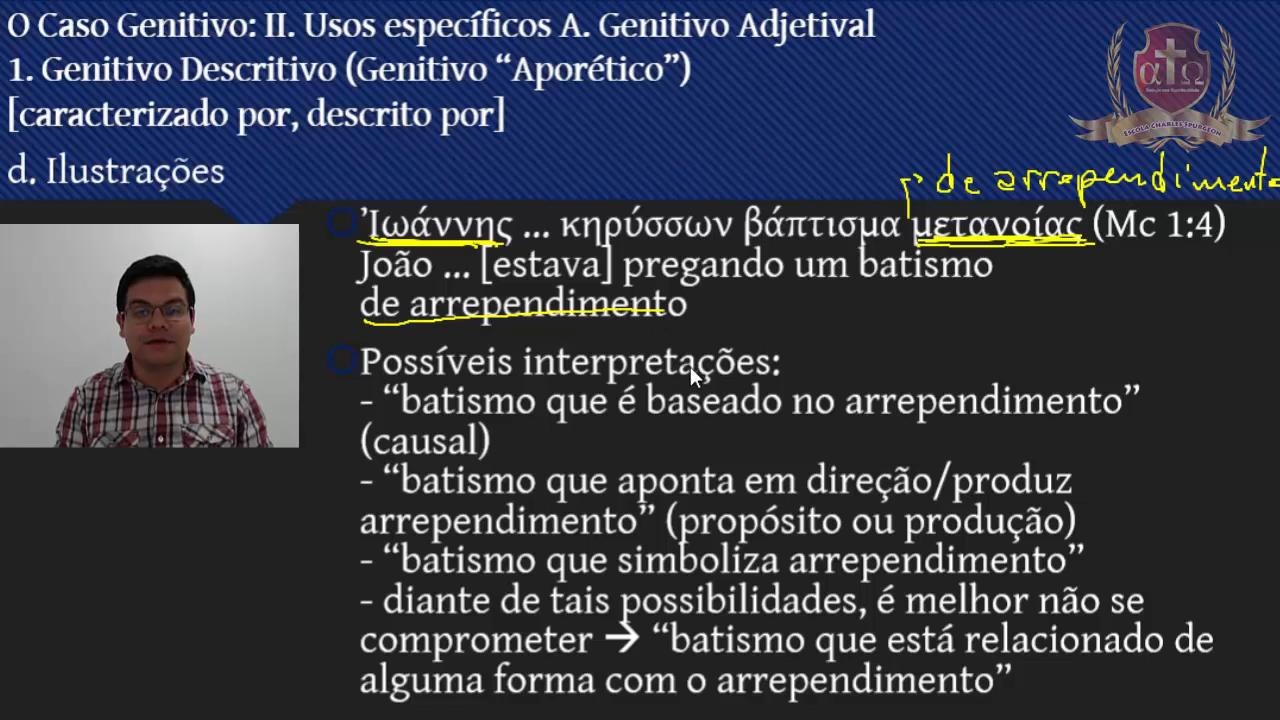 O Caso Genitivo: II. Usos específicos A. Genitivo Adjetival
1. Genitivo Descritivo (Genitivo “Aporético”)
[caracterizado por, descrito por]
d. Ilustrações
α Ω
ESCOLA CHARLES SPURGEON
de arrependimento
Ἰωάννης ... κηρύσσων βάπτισμα μετανοίας (Mc 1:4)
João ... [estava] pregando um batismo
de arrependimento
Possíveis interpretações:
- “batismo que é baseado no arrependimento”
(causal)
- “batismo que aponta em direção/produz
arrependimento” (propósito ou produção)
- “batismo que simboliza arrependimento”
- diante de tais possibilidades, é melhor não se
comprometer → “batismo que está relacionado de
alguma forma com o arrependimento”